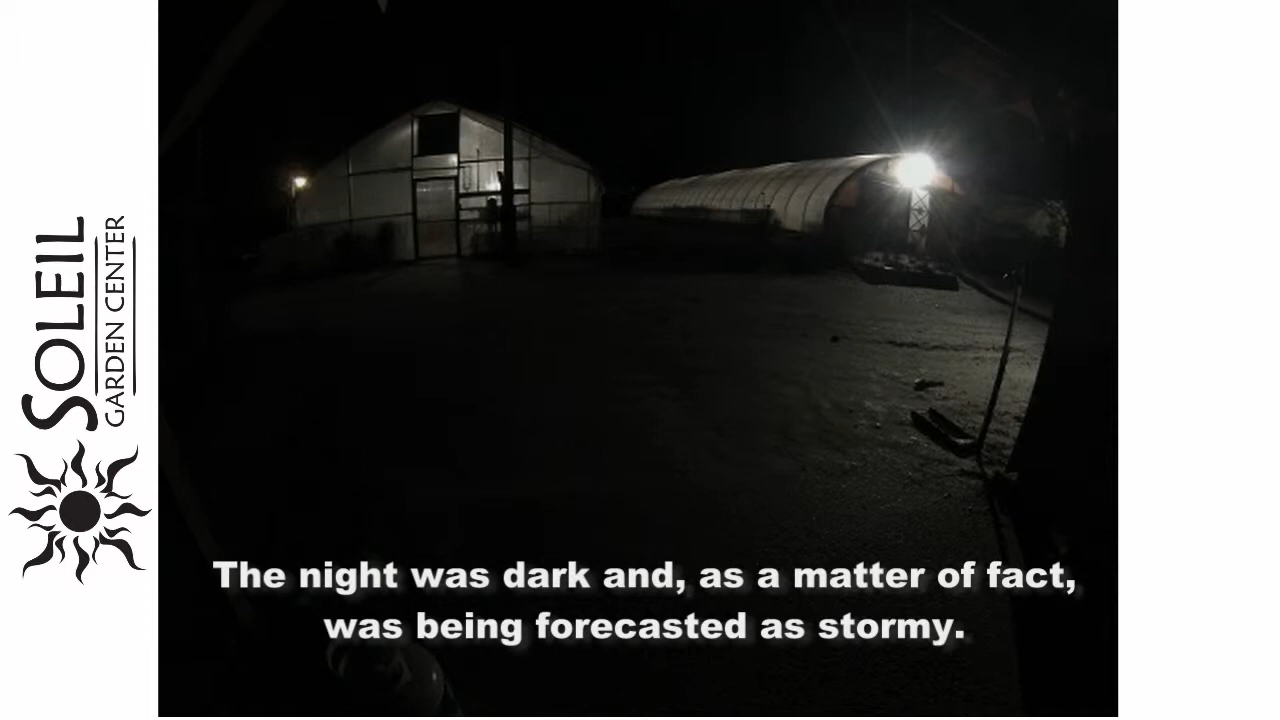 SOLEIL
GARDEN CENTER
The night was dark and, as a matter of fact,
was being forecasted as stormy.